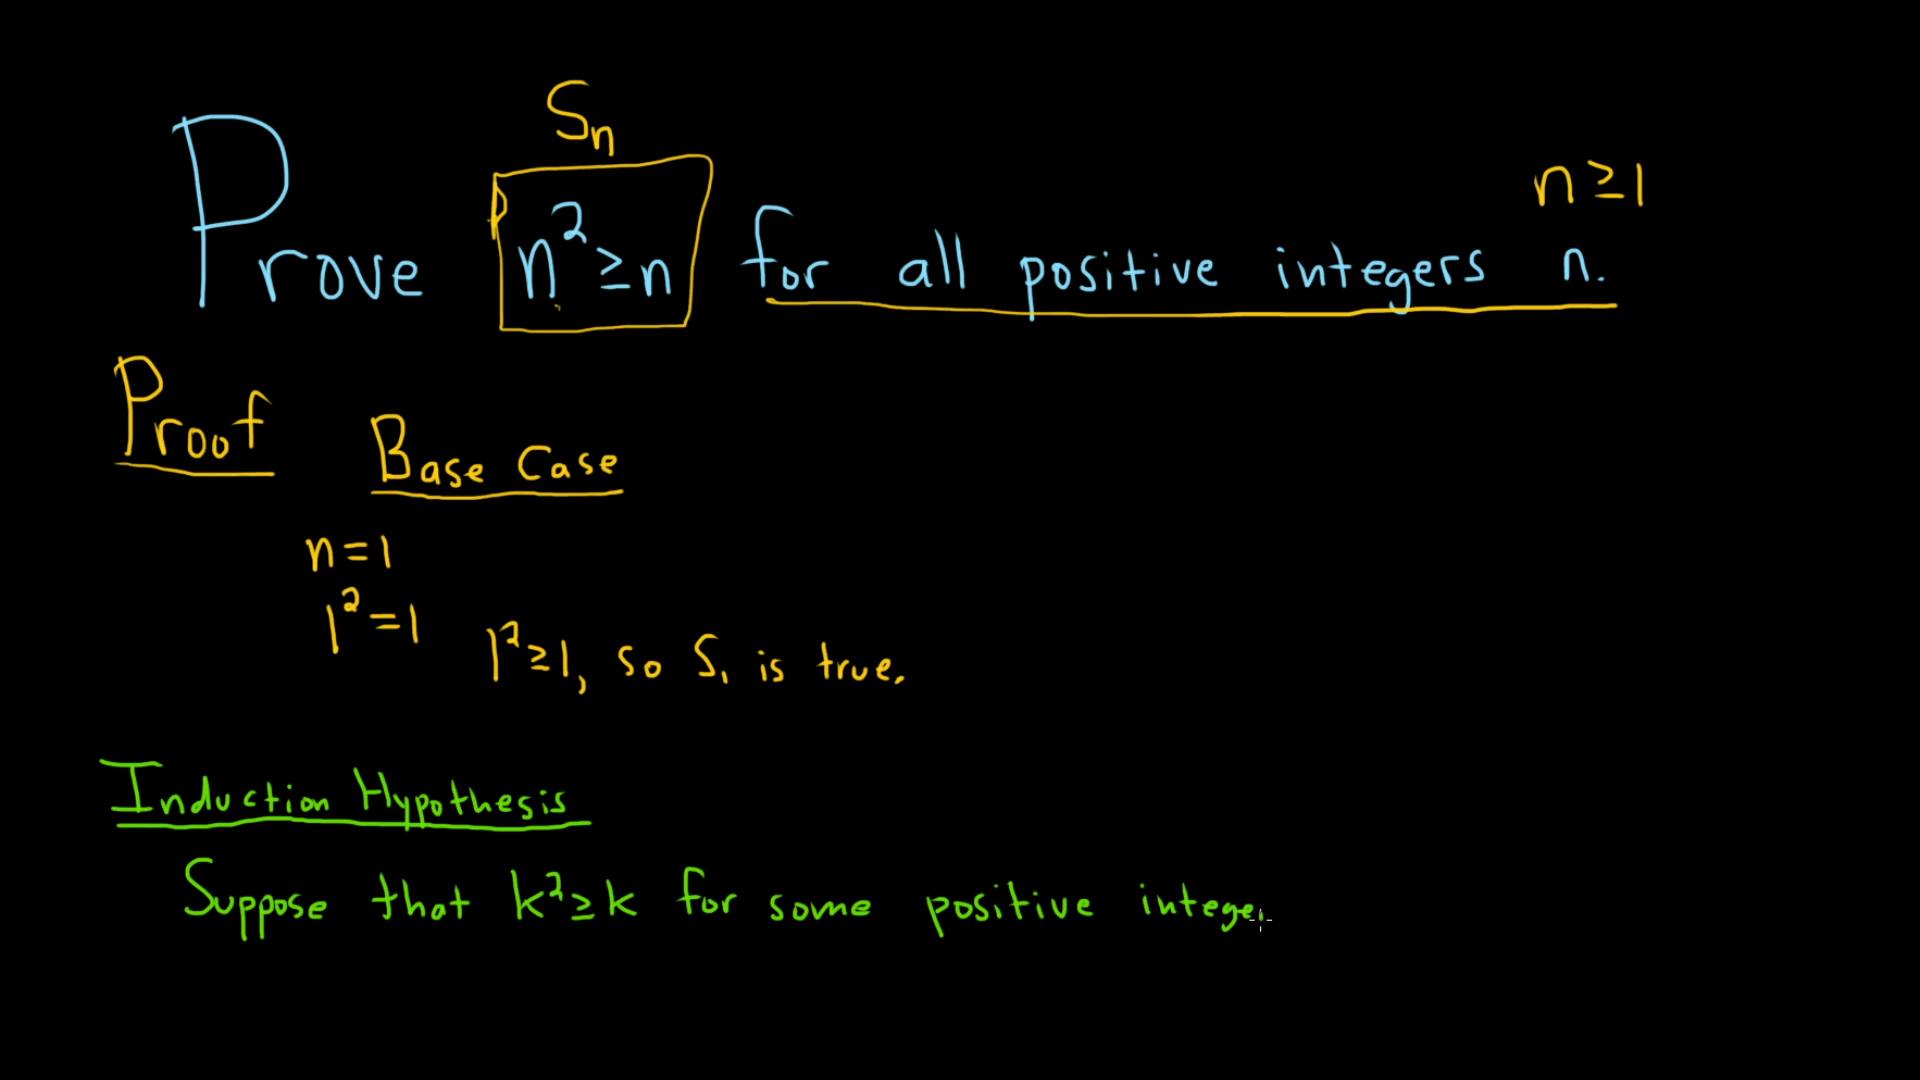 Sn
n≥1
Prove n²≥n for all positive integers n.
Proof Base Case
n=1
1²=1
1²≥1, so S₁ is true.
Induction Hypothesis
Suppose that k²≥k for some positive intege